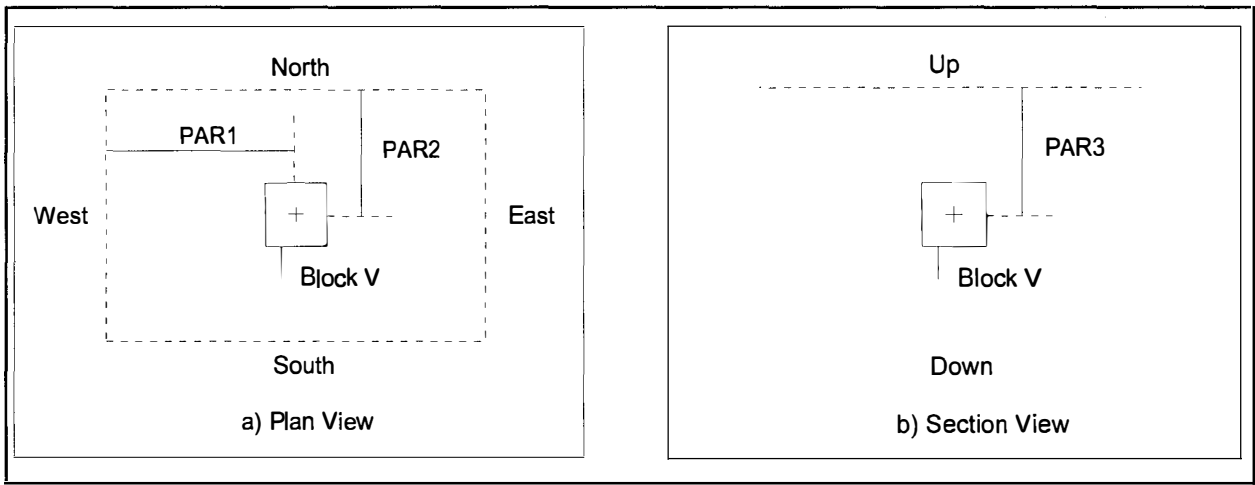 North
PAR1
PAR2
West
East
Block V
South
a) Plan View
Up
PAR3
Block V
Down
b) Section View